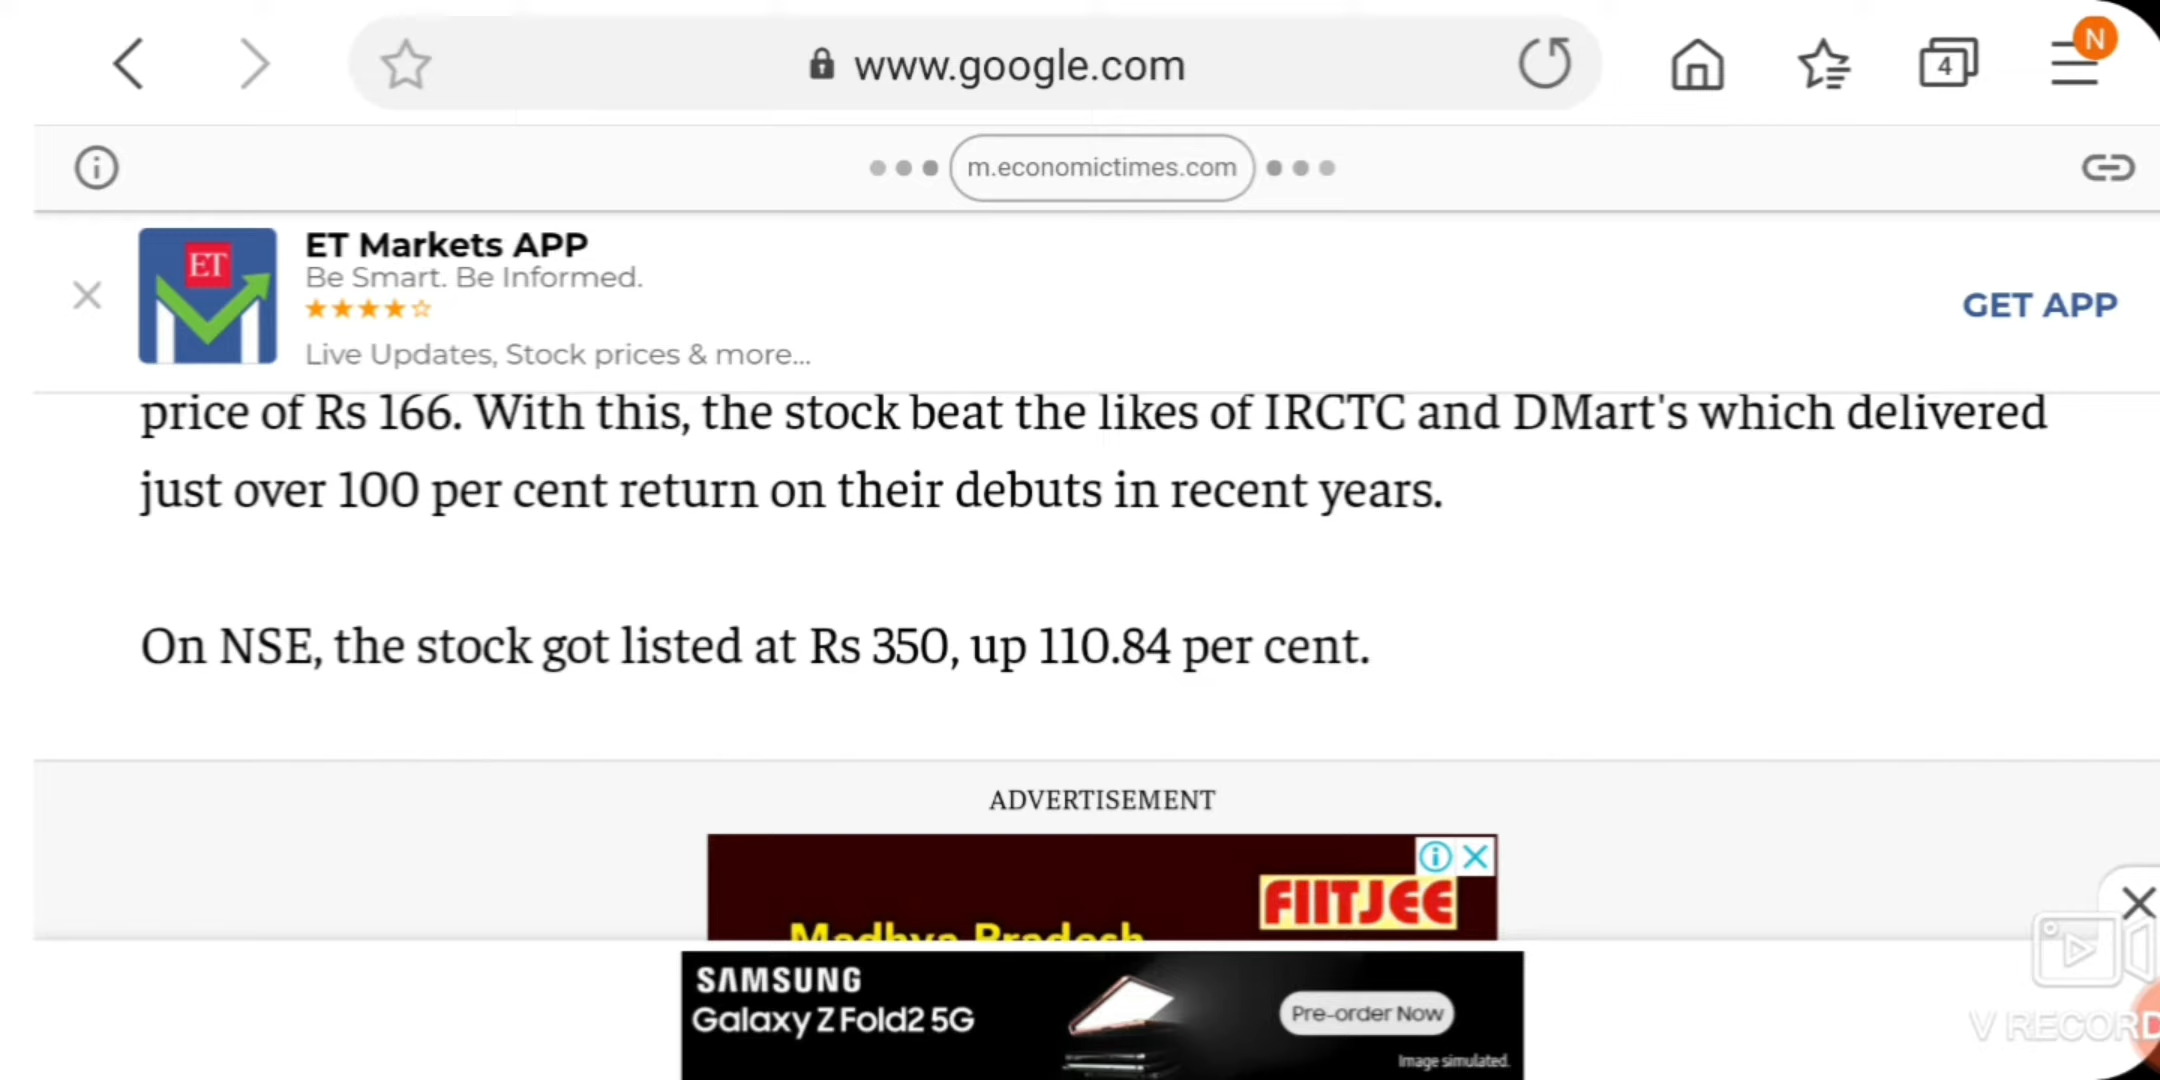 www.google.com
4
N
m.economictimes.com
ET
ET Markets APP
Be Smart. Be Informed.
Live Updates, Stock prices & more...
GET APP
price of Rs 166. With this, the stock beat the likes of IRCTC and DMart's which delivered
just over 100 per cent return on their debuts in recent years.
On NSE, the stock got listed at Rs 350, up 110.84 per cent.
ADVERTISEMENT
FIITJEE
Madhya Pradesh
SAMSUNG
Galaxy Z Fold2 5G
Pre-order Now
Image simulated.
V RECORD